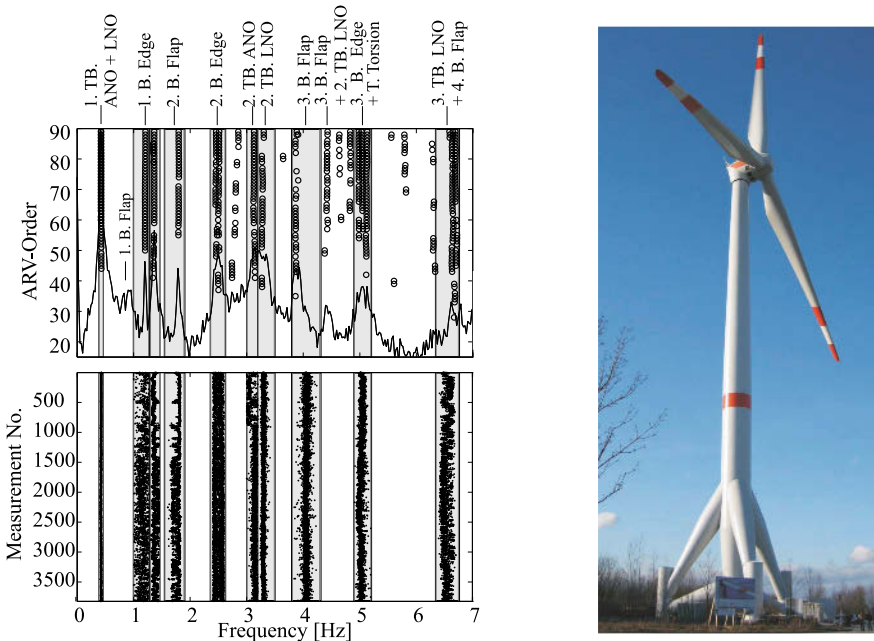 1. TB.
ANO + LNO
1. B. Edge
2. B. Flap
2. B. Edge
2. TB. ANO
2. TB. LNO
3. B. Flap
3. B. Flap
+ 2. TB. LNO
3. B. Edge
+ T. Torsion
3. TB. LNO
+ 4. B. Flap
1. B. Flap
ARV-Order
90
80
70
60
50
40
30
20
Measurement No.
500
1000
1500
2000
2500
3000
3500
0 1 2 3 4 5 6 7
Frequency [Hz]